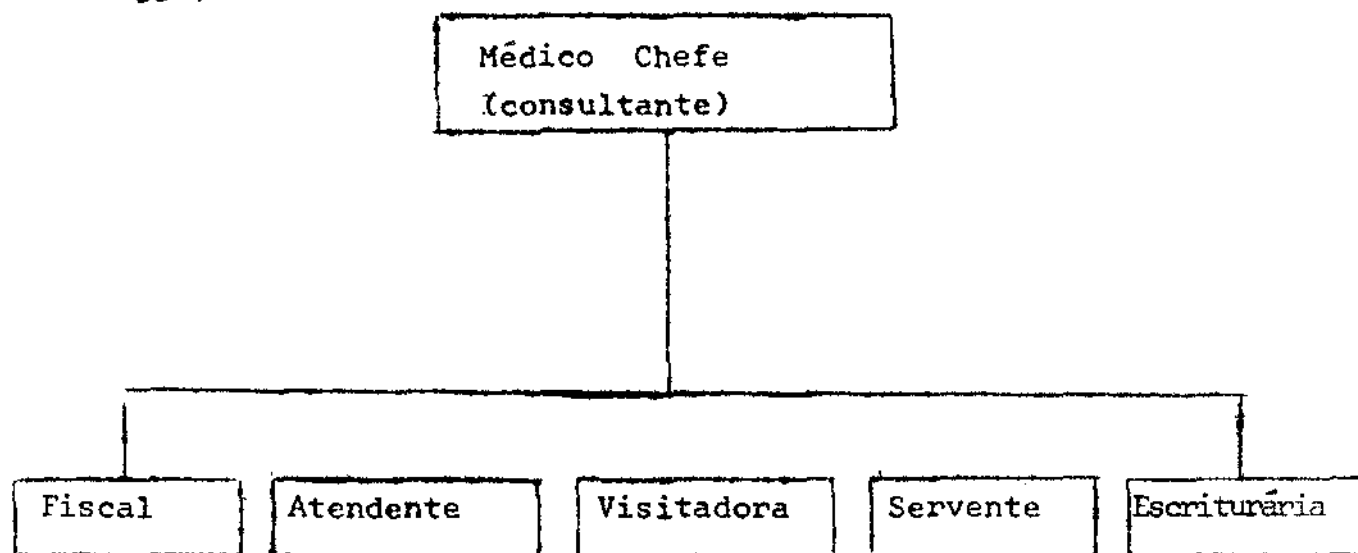 Médico Chefe
(consultante)
Fiscal
Atendente
Visitadora
Servente
Escriturária